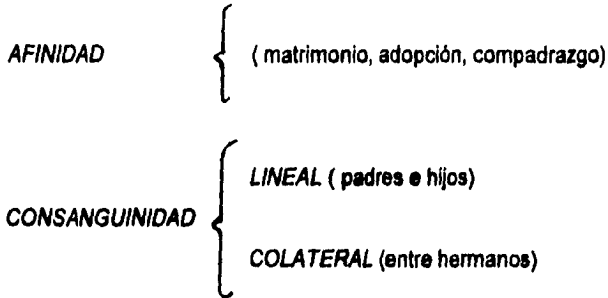 AFINIDAD ( matrimonio, adopción, compadrazgo)
LINEAL ( padres e hijos)
CONSANGUINIDAD
COLATERAL (entre hermanos)